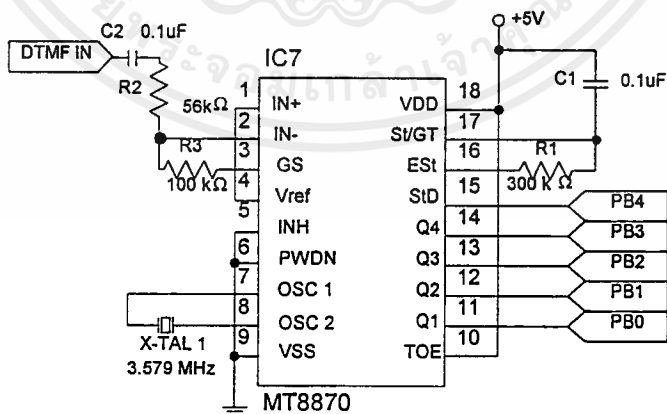 +5V
C2 0.1uF
DTMF IN
R2
56kΩ
R3
100 kΩ
IC7
1 IN+
2 IN-
3 GS
4 Vref
5 INH
6 PWDN
7 OSC 1
8 OSC 2
9 VSS
18 VDD
17 St/GT
16 ESt
15 StD
14 Q4
13 Q3
12 Q2
11 Q1
10 TOE
C1 0.1uF
R1
300 k Ω
PB4
PB3
PB2
PB1
PB0
X-TAL 1
3.579 MHz
MT8870